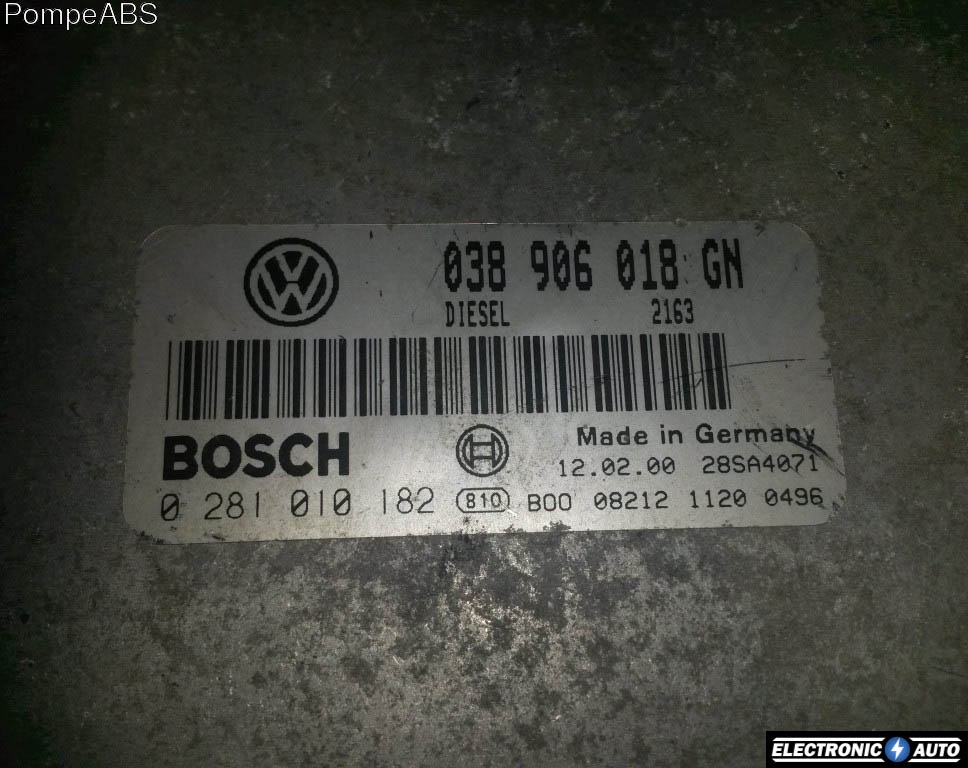 PompeABS
038 906 018 GN
DIESEL 2163
BOSCH
Made in Germany
12.02.00 28SA4071
0 281 010 182 810 B00 08212 1120 0496
ELECTRONIC AUTO